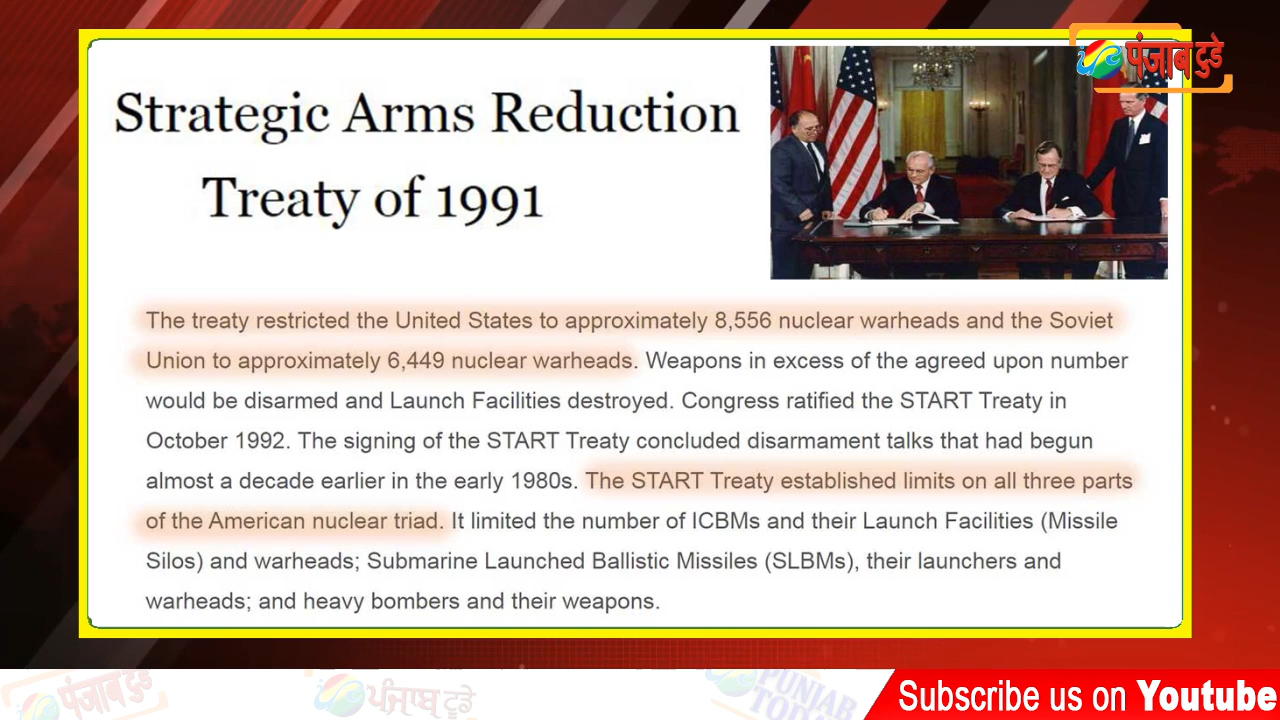 पंजाब टुडे
Strategic Arms Reduction
Treaty of 1991
The treaty restricted the United States to approximately 8,556 nuclear warheads and the Soviet
Union to approximately 6,449 nuclear warheads. Weapons in excess of the agreed upon number
would be disarmed and Launch Facilities destroyed. Congress ratified the START Treaty in
October 1992. The signing of the START Treaty concluded disarmament talks that had begun
almost a decade earlier in the early 1980s. The START Treaty established limits on all three parts
of the American nuclear triad. It limited the number of ICBMs and their Launch Facilities (Missile
Silos) and warheads; Submarine Launched Ballistic Missiles (SLBMs), their launchers and
warheads; and heavy bombers and their weapons.
पंजाब टुडे
ਪੰਜਾਬ ਟੂਡੇ
PUNJAB
TODAY
Subscribe us on Youtube